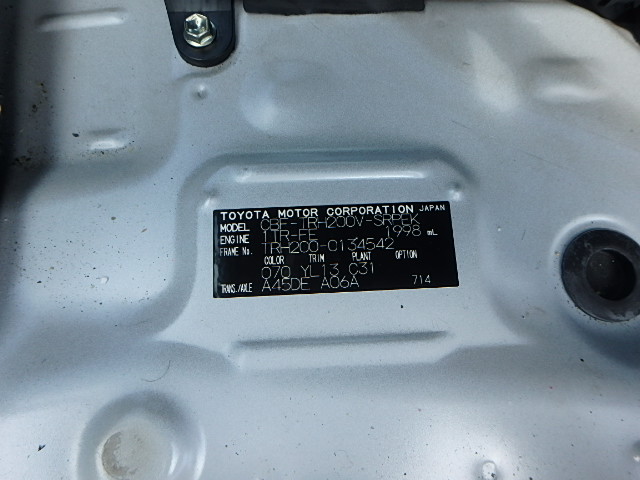 TOYOTA MOTOR CORPORATION JAPAN
MODEL CBF-TRH200V-SRPEK
ENGINE 1TR-FE 1998 mL
FRAME No. TRH200-0134542
COLOR TRIM PLANT OPTION
070 YL13 C31
TRANS./AXLE A45DE A06A 714